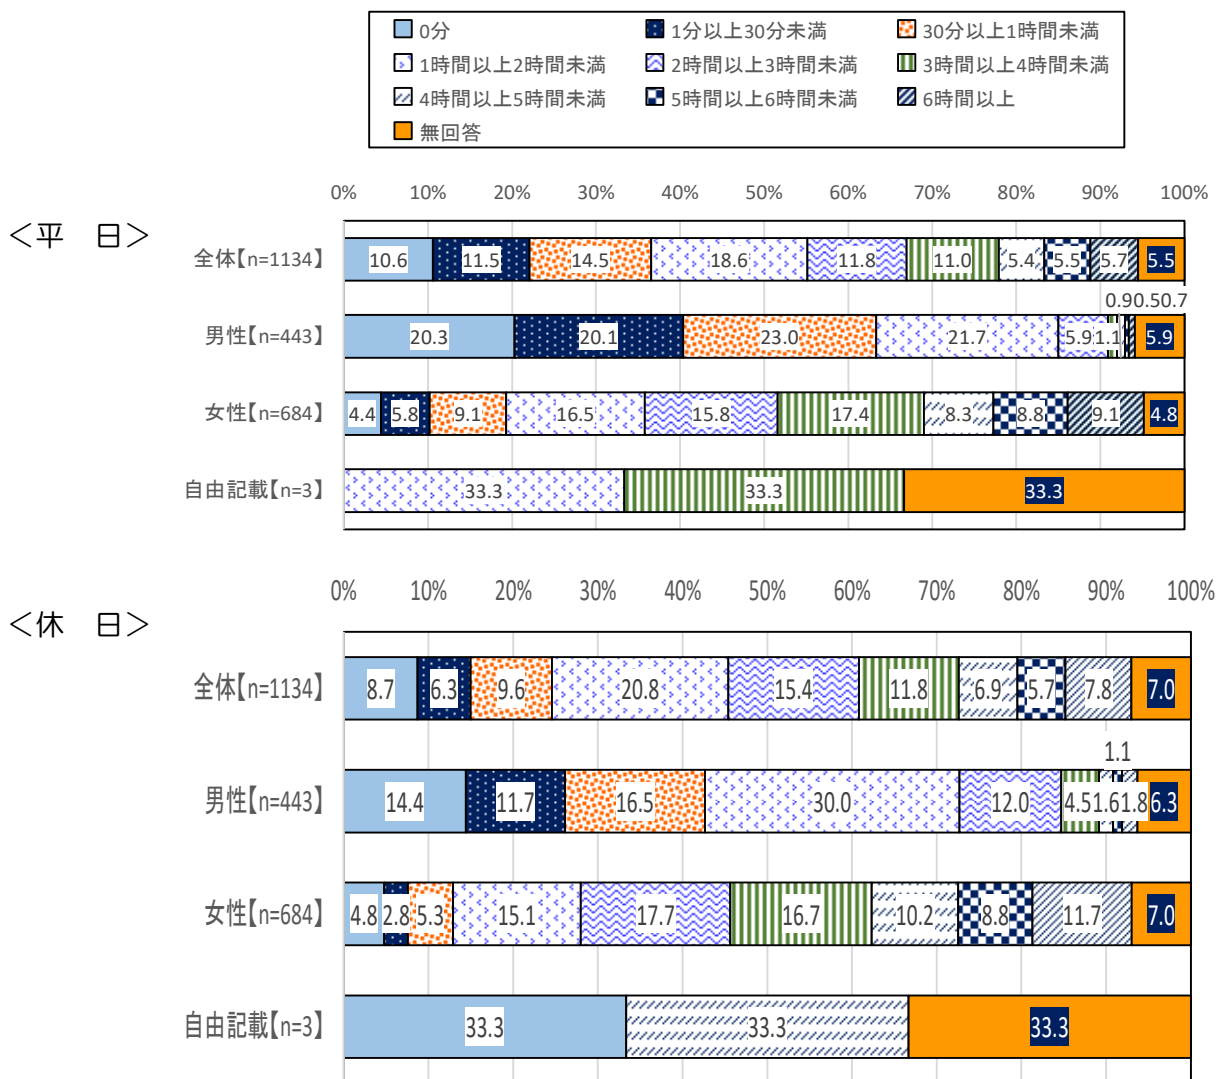 0分 1分以上30分未満 30分以上1時間未満
1時間以上2時間未満 2時間以上3時間未満 3時間以上4時間未満
4時間以上5時間未満 5時間以上6時間未満 6時間以上
無回答
0% 10% 20% 30% 40% 50% 60% 70% 80% 90% 100%
＜平　日＞
全体【n=1134】 10.6 11.5 14.5 18.6 11.8 11.0 5.4 5.5 5.7 5.5
0.90.50.7
男性【n=443】 20.3 20.1 23.0 21.7 5.9 1.1 5.9
女性【n=684】 4.4 5.8 9.1 16.5 15.8 17.4 8.3 8.8 9.1 4.8
自由記載【n=3】 33.3 33.3 33.3
0% 10% 20% 30% 40% 50% 60% 70% 80% 90% 100%
＜休　日＞
全体【n=1134】 8.7 6.3 9.6 20.8 15.4 11.8 6.9 5.7 7.8 7.0
1.1
男性【n=443】 14.4 11.7 16.5 30.0 12.0 4.5 1.6 1.8 6.3
女性【n=684】 4.8 2.8 5.3 15.1 17.7 16.7 10.2 8.8 11.7 7.0
自由記載【n=3】 33.3 33.3 33.3